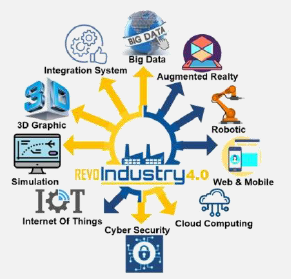 BIG DATA
Big Data
Integration System
Augmented Realty
3D
3D Graphic
Robotic
REVO Industry 4.0
Simulation
Web & Mobile
IOT
Internet Of Things
Cloud Computing
Cyber Security